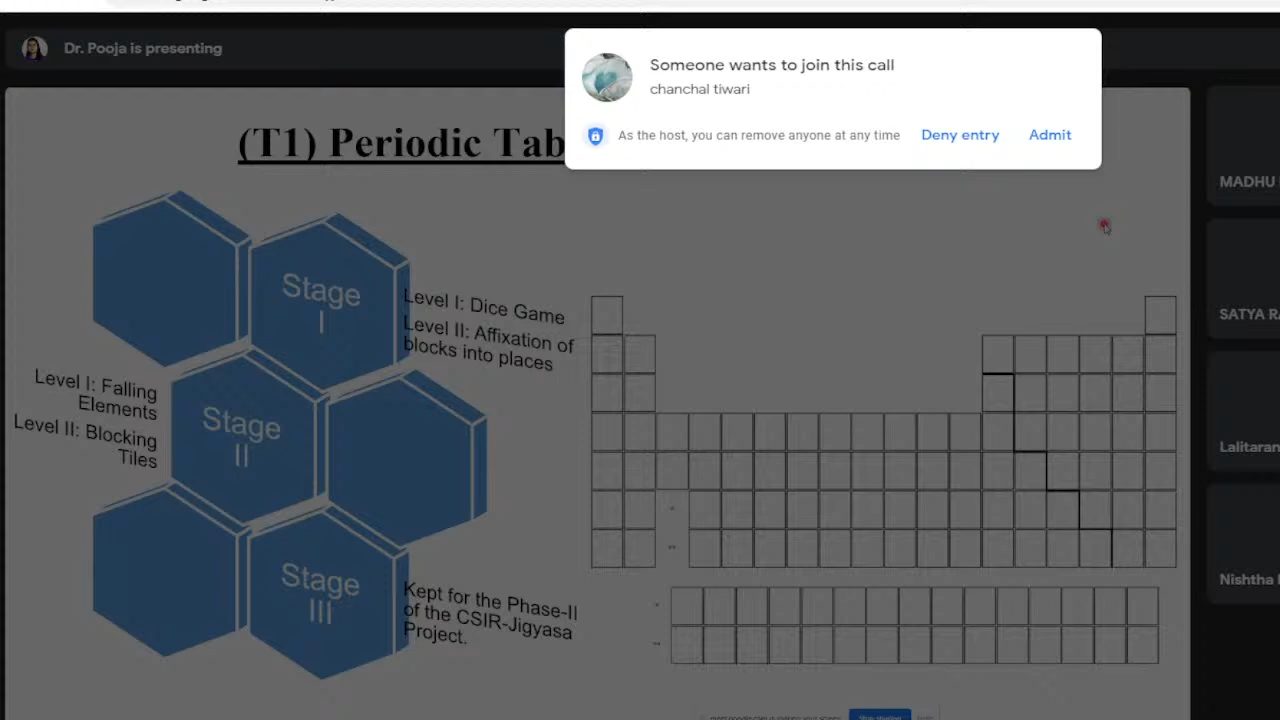 Dr. Pooja is presenting
Someone wants to join this call
chanchal tiwari
As the host, you can remove anyone at any time
Deny entry
Admit
(T1) Periodic Tab
Stage
I
Level I: Dice Game
Level II: Affixation of
blocks into places
Level I: Falling
Elements
Level II: Blocking
Tiles
Stage
II
Stage
III
Kept for the Phase-II
of the CSIR-Jigyasa
Project.
MADHU
SATYA RA
Lalitaran
Nishtha
Stop sharing